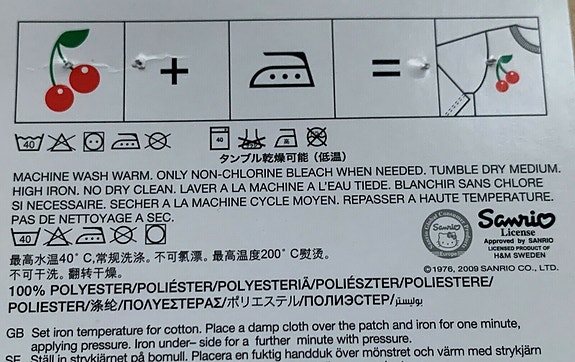 + =
40 40 高
タンブル乾燥可能（低温）
MACHINE WASH WARM. ONLY NON-CHLORINE BLEACH WHEN NEEDED. TUMBLE DRY MEDIUM.
HIGH IRON. NO DRY CLEAN. LAVER A LA MACHINE A L'EAU TIEDE. BLANCHIR SANS CHLORE
SI NECESSAIRE. SECHER A LA MACHINE CYCLE MOYEN. REPASSER A HAUTE TEMPERATURE.
PAS DE NETTOYAGE A SEC.
40
Sanrio
License
Approved by SANRIO
LICENSED PRODUCT OF
H&M SWEDEN
最高水温40°C,常规洗涤。不可氯漂。最高温度200°C熨烫。
不可干洗。翻转干燥。
©1976, 2009 SANRIO CO., LTD.
100% POLYESTER/POLIÉSTER/POLYESTERIÄ/POLIÉSZTER/POLIESTERE/
POLIESTER/涤纶/ΠΟΛΥΕΣΤΕΡΑΣ/ポリエステル/ПОЛИЭСТЕР/بوليستر
GB Set iron temperature for cotton. Place a damp cloth over the patch and iron for one minute,
applying pressure. Iron under- side for a further minute with pressure.
SE Ställ in strykjärnet på bomull. Placera en fuktig handduk över mönstret och värm med strykjärn